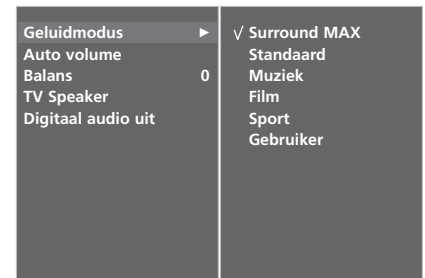 Geluidmodus ►
Auto volume
Balans 0
TV Speaker
Digitaal audio uit
√ Surround MAX
Standaard
Muziek
Film
Sport
Gebruiker